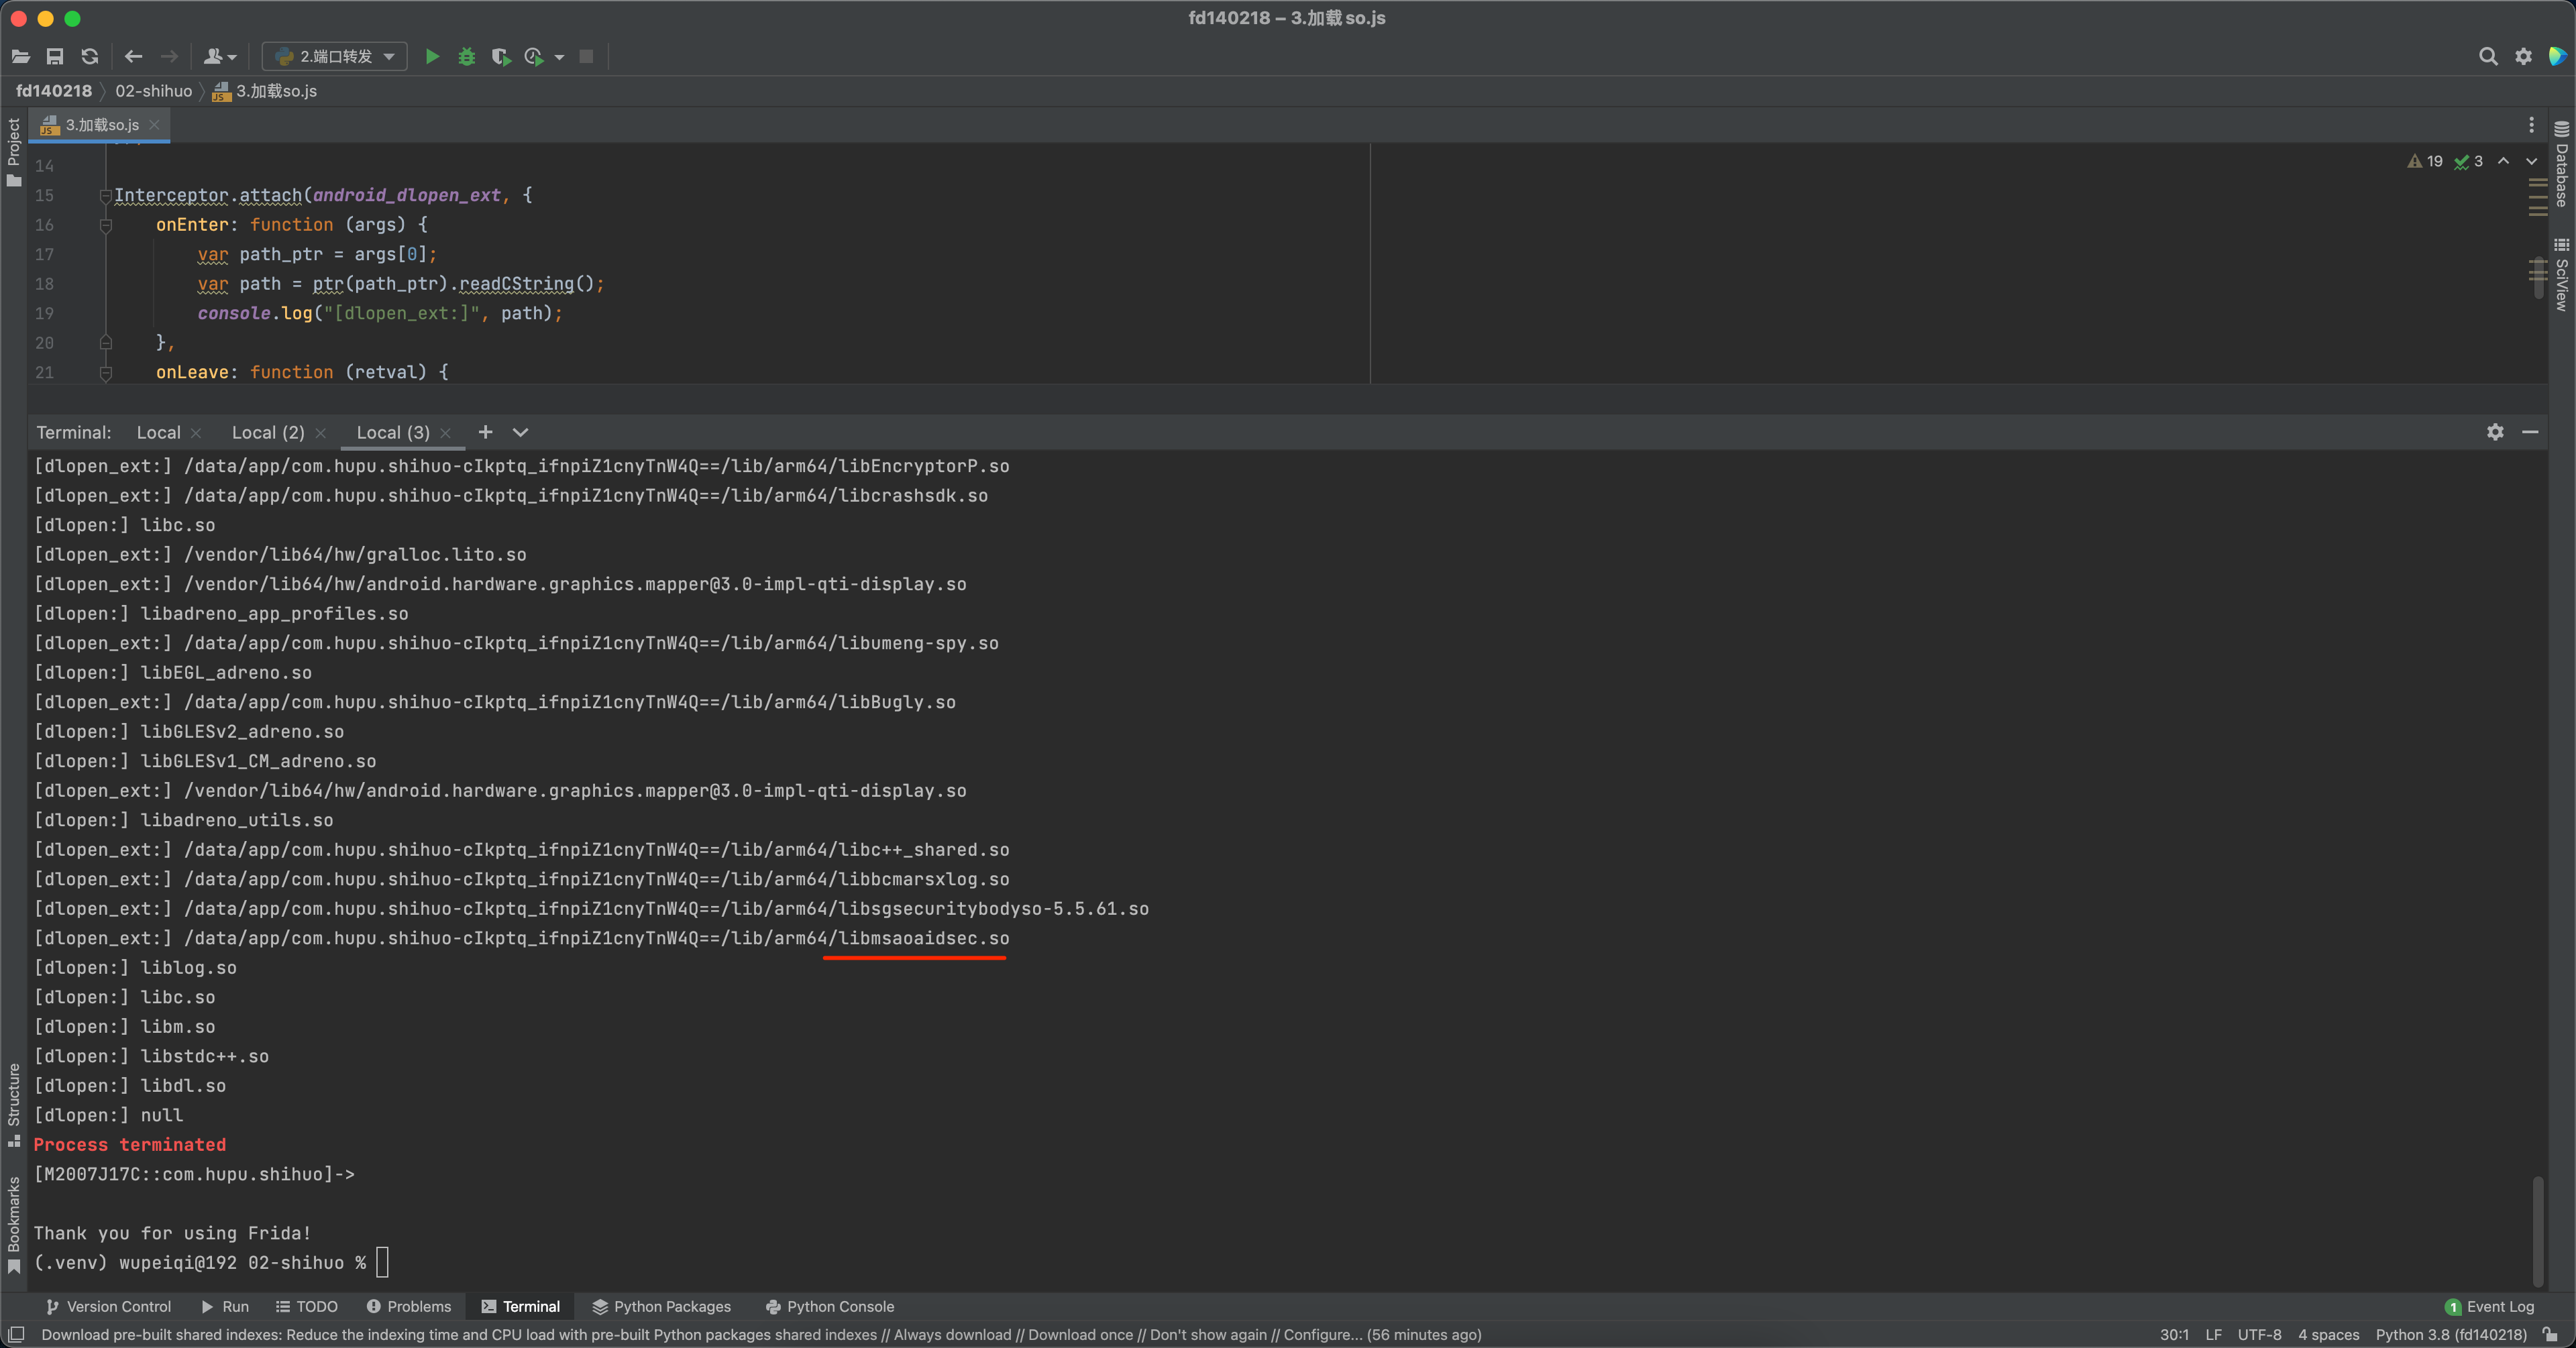 fd140218 – 3.加载 so.js
2.端口转发
fd140218 02-shihuo 3.加载so.js
3.加载so.js
Project
14
19 3
15 Interceptor.attach(android_dlopen_ext, {
16 onEnter: function (args) {
17 var path_ptr = args[0];
18 var path = ptr(path_ptr).readCString();
19 console.log("[dlopen_ext:]", path);
20 },
21 onLeave: function (retval) {
Database
SciView
Terminal: Local Local (2) Local (3)
[dlopen_ext:] /data/app/com.hupu.shihuo-cIkptq_ifnpiZ1cnyTnW4Q==/lib/arm64/libEncryptorP.so
[dlopen_ext:] /data/app/com.hupu.shihuo-cIkptq_ifnpiZ1cnyTnW4Q==/lib/arm64/libcrashsdk.so
[dlopen:] libc.so
[dlopen_ext:] /vendor/lib64/hw/gralloc.lito.so
[dlopen_ext:] /vendor/lib64/hw/android.hardware.graphics.mapper@3.0-impl-qti-display.so
[dlopen:] libadreno_app_profiles.so
[dlopen_ext:] /data/app/com.hupu.shihuo-cIkptq_ifnpiZ1cnyTnW4Q==/lib/arm64/libumeng-spy.so
[dlopen:] libEGL_adreno.so
[dlopen_ext:] /data/app/com.hupu.shihuo-cIkptq_ifnpiZ1cnyTnW4Q==/lib/arm64/libBugly.so
[dlopen:] libGLESv2_adreno.so
[dlopen:] libGLESv1_CM_adreno.so
[dlopen_ext:] /vendor/lib64/hw/android.hardware.graphics.mapper@3.0-impl-qti-display.so
[dlopen:] libadreno_utils.so
[dlopen_ext:] /data/app/com.hupu.shihuo-cIkptq_ifnpiZ1cnyTnW4Q==/lib/arm64/libc++_shared.so
[dlopen_ext:] /data/app/com.hupu.shihuo-cIkptq_ifnpiZ1cnyTnW4Q==/lib/arm64/libbcmarsxlog.so
[dlopen_ext:] /data/app/com.hupu.shihuo-cIkptq_ifnpiZ1cnyTnW4Q==/lib/arm64/libsgsecuritybodyso-5.5.61.so
[dlopen_ext:] /data/app/com.hupu.shihuo-cIkptq_ifnpiZ1cnyTnW4Q==/lib/arm64/libmsaoaidsec.so
[dlopen:] liblog.so
[dlopen:] libc.so
[dlopen:] libm.so
[dlopen:] libstdc++.so
[dlopen:] libdl.so
[dlopen:] null
Process terminated
[M2007J17C::com.hupu.shihuo]->
Thank you for using Frida!
(.venv) wupeiqi@192 02-shihuo %
Structure
Bookmarks
Version Control Run TODO Problems Terminal Python Packages Python Console 1 Event Log
Download pre-built shared indexes: Reduce the indexing time and CPU load with pre-built Python packages shared indexes // Always download // Download once // Don't show again // Configure... (56 minutes ago) 30:1 LF UTF-8 4 spaces Python 3.8 (fd140218)